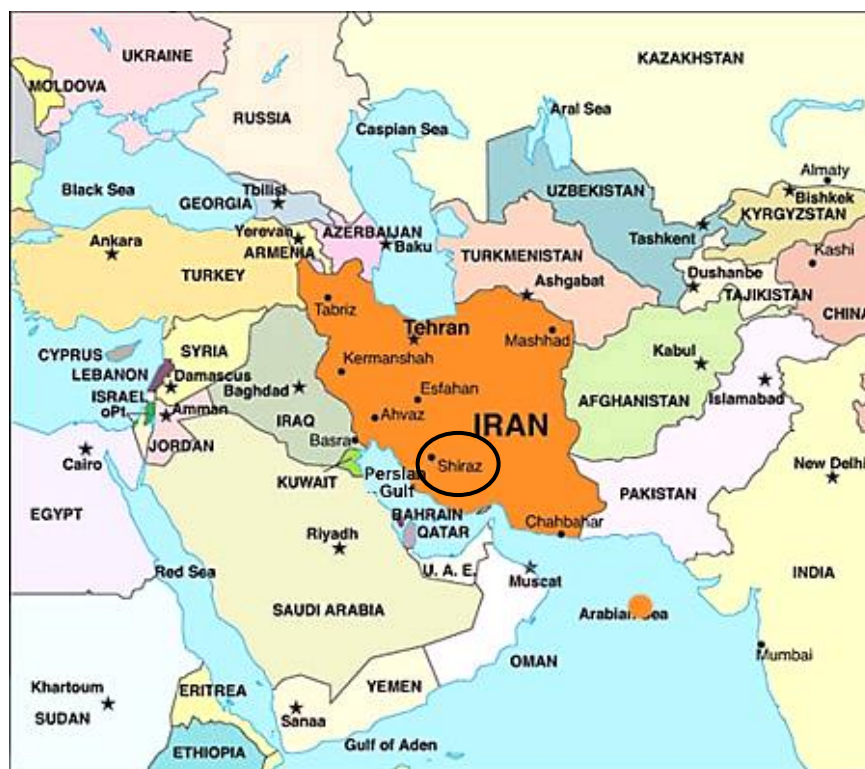 UKRAINE
KAZAKHSTAN
MOLDOVA
RUSSIA
Aral Sea
Caspian Sea
Almaty
Black Sea
Tbilisi
GEORGIA
UZBEKISTAN
Bishkek
KYRGYZSTAN
Yerevan
AZERBAIJAN
Ankara
ARMENIA
Baku
Tashkent
TURKMENISTAN
Kashi
TURKEY
Ashgabat
Dushanbe
TAJIKISTAN
Tabriz
CHINA
Tehran
Mashhad
CYPRUS
SYRIA
Kermanshah
Kabul
LEBANON
Damascus
Baghdad
Esfahan
ISRAEL
AFGHANISTAN
Islamabad
oPt
Amman
IRAQ
Ahvaz
IRAN
JORDAN
Basra
Cairo
Shiraz
KUWAIT
Persian
Gulf
New Delhi
PAKISTAN
EGYPT
BAHRAIN
QATAR
Chahbahar
Riyadh
Red Sea
U. A. E.
Muscat
INDIA
SAUDI ARABIA
Arabian Sea
OMAN
Mumbai
Khartoum
ERITREA
YEMEN
SUDAN
Sanaa
Gulf of Aden
ETHIOPIA